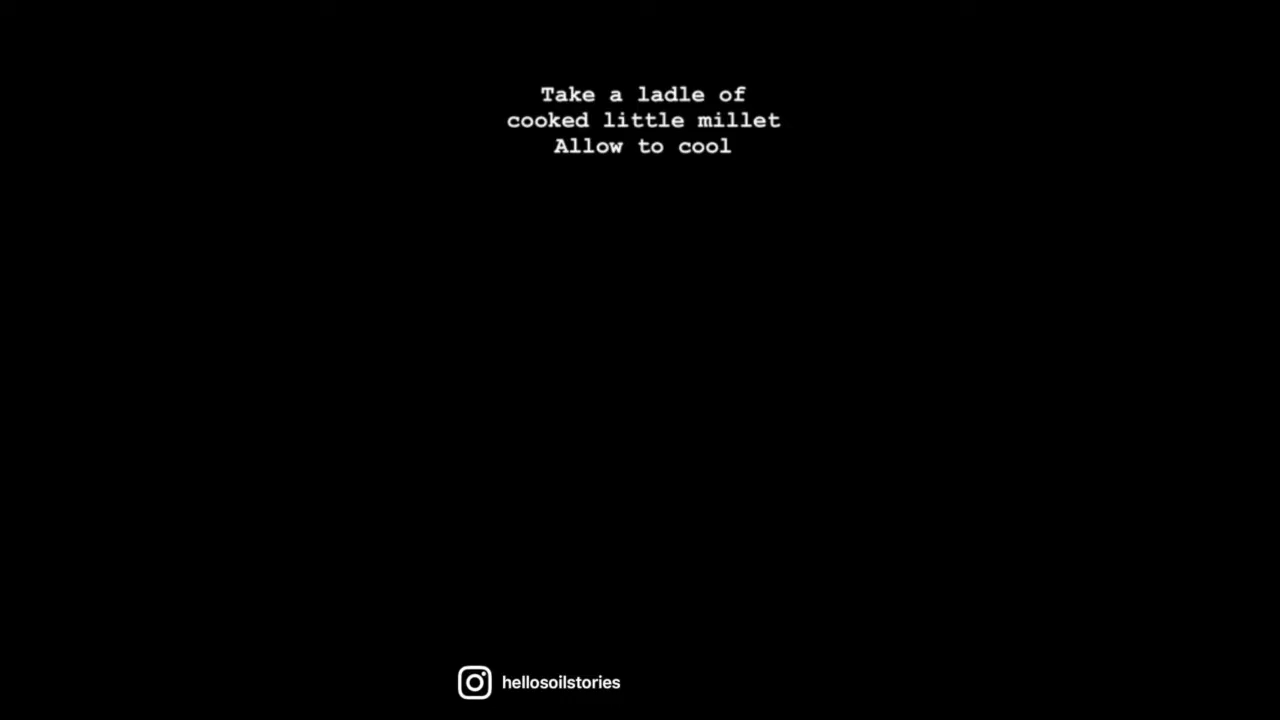 Take a ladle of
cooked little millet
Allow to cool
hellosoilstories